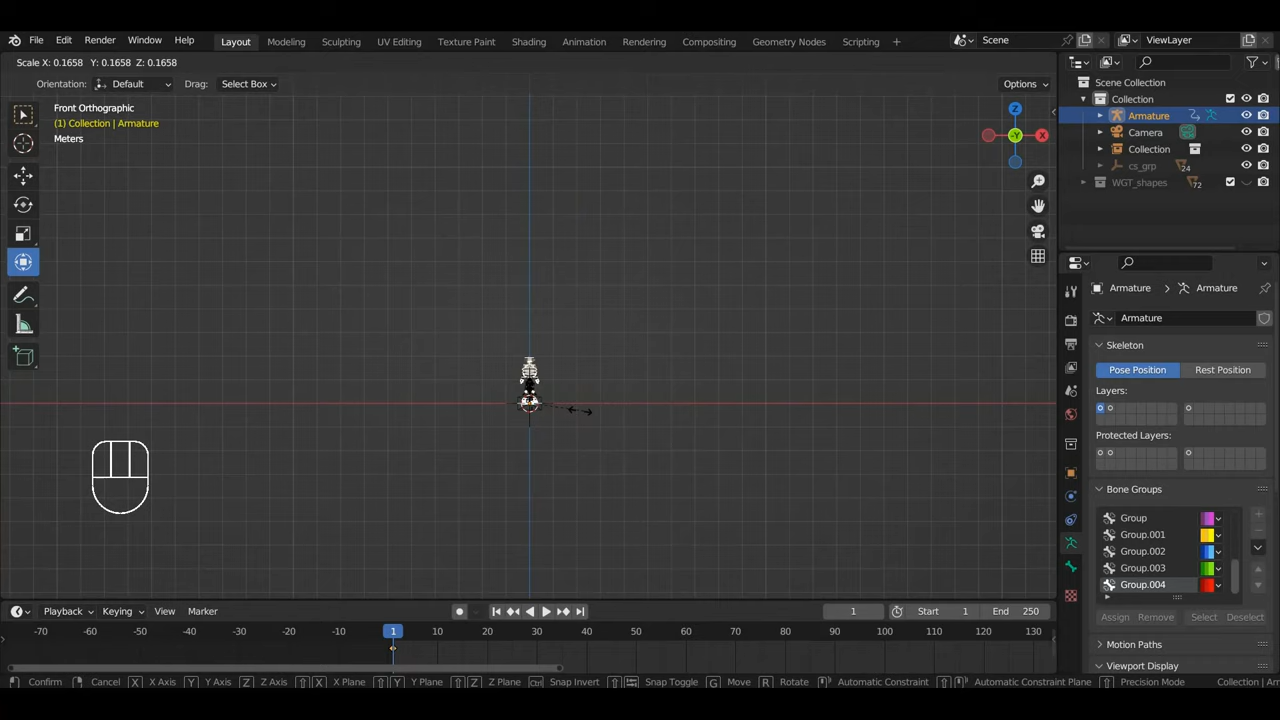 File Edit Render Window Help Layout Modeling Sculpting UV Editing Texture Paint Shading Animation Rendering Compositing Geometry Nodes Scripting + Scene ViewLayer
Scale X: 0.1658 Y: 0.1658 Z: 0.1658
Orientation: Default Drag: Select Box Options
Front Orthographic
(1) Collection | Armature
Meters
Z
X
-Y
Scene Collection
Collection
Armature
Camera
Collection
cs_grp 24
WGT_shapes 72
Armature > Armature
Armature
Skeleton
Pose Position Rest Position
Layers:
Protected Layers:
Bone Groups
Group
Group.001
Group.002
Group.003
Group.004
Assign Remove Select Deselect
Motion Paths
Viewport Display
Playback Keying View Marker 1 Start 1 End 250
-70 -60 -50 -40 -30 -20 -10 1 10 20 30 40 50 60 70 80 90 100 110 120 130
Confirm Cancel X X Axis Y Y Axis Z Z Axis X X Plane Y Y Plane Z Z Plane Ctrl Snap Invert Snap Toggle G Move R Rotate Automatic Constraint Automatic Constraint Plane Precision Mode Collection | Ar